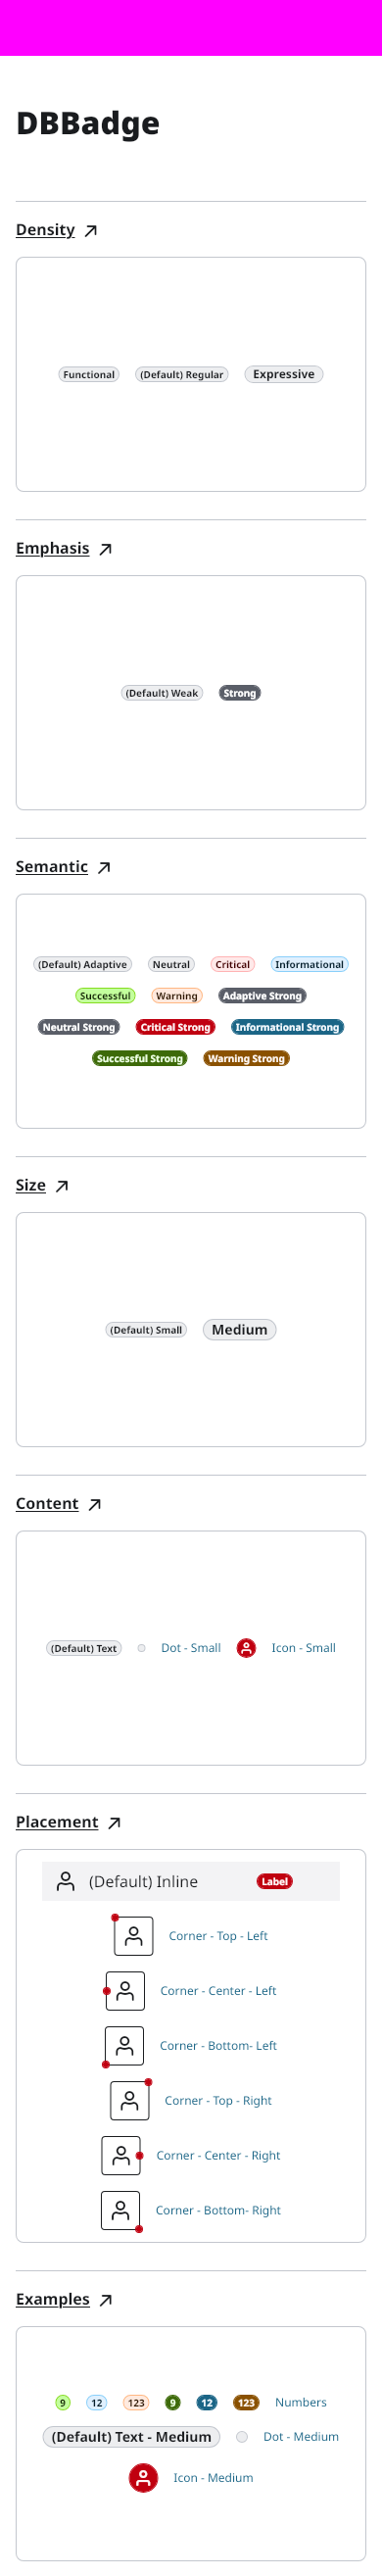 DBBadge
Density
Functional (Default) Regular Expressive
Emphasis
(Default) Weak Strong
Semantic
(Default) Adaptive Neutral Critical Informational
Successful Warning Adaptive Strong
Neutral Strong Critical Strong Informational Strong
Successful Strong Warning Strong
Size
(Default) Small Medium
Content
(Default) Text Dot - Small Icon - Small
Placement
(Default) Inline Label
Corner - Top - Left
Corner - Center - Left
Corner - Bottom- Left
Corner - Top - Right
Corner - Center - Right
Corner - Bottom- Right
Examples
9 12 123 9 12 123 Numbers
(Default) Text - Medium Dot - Medium
Icon - Medium